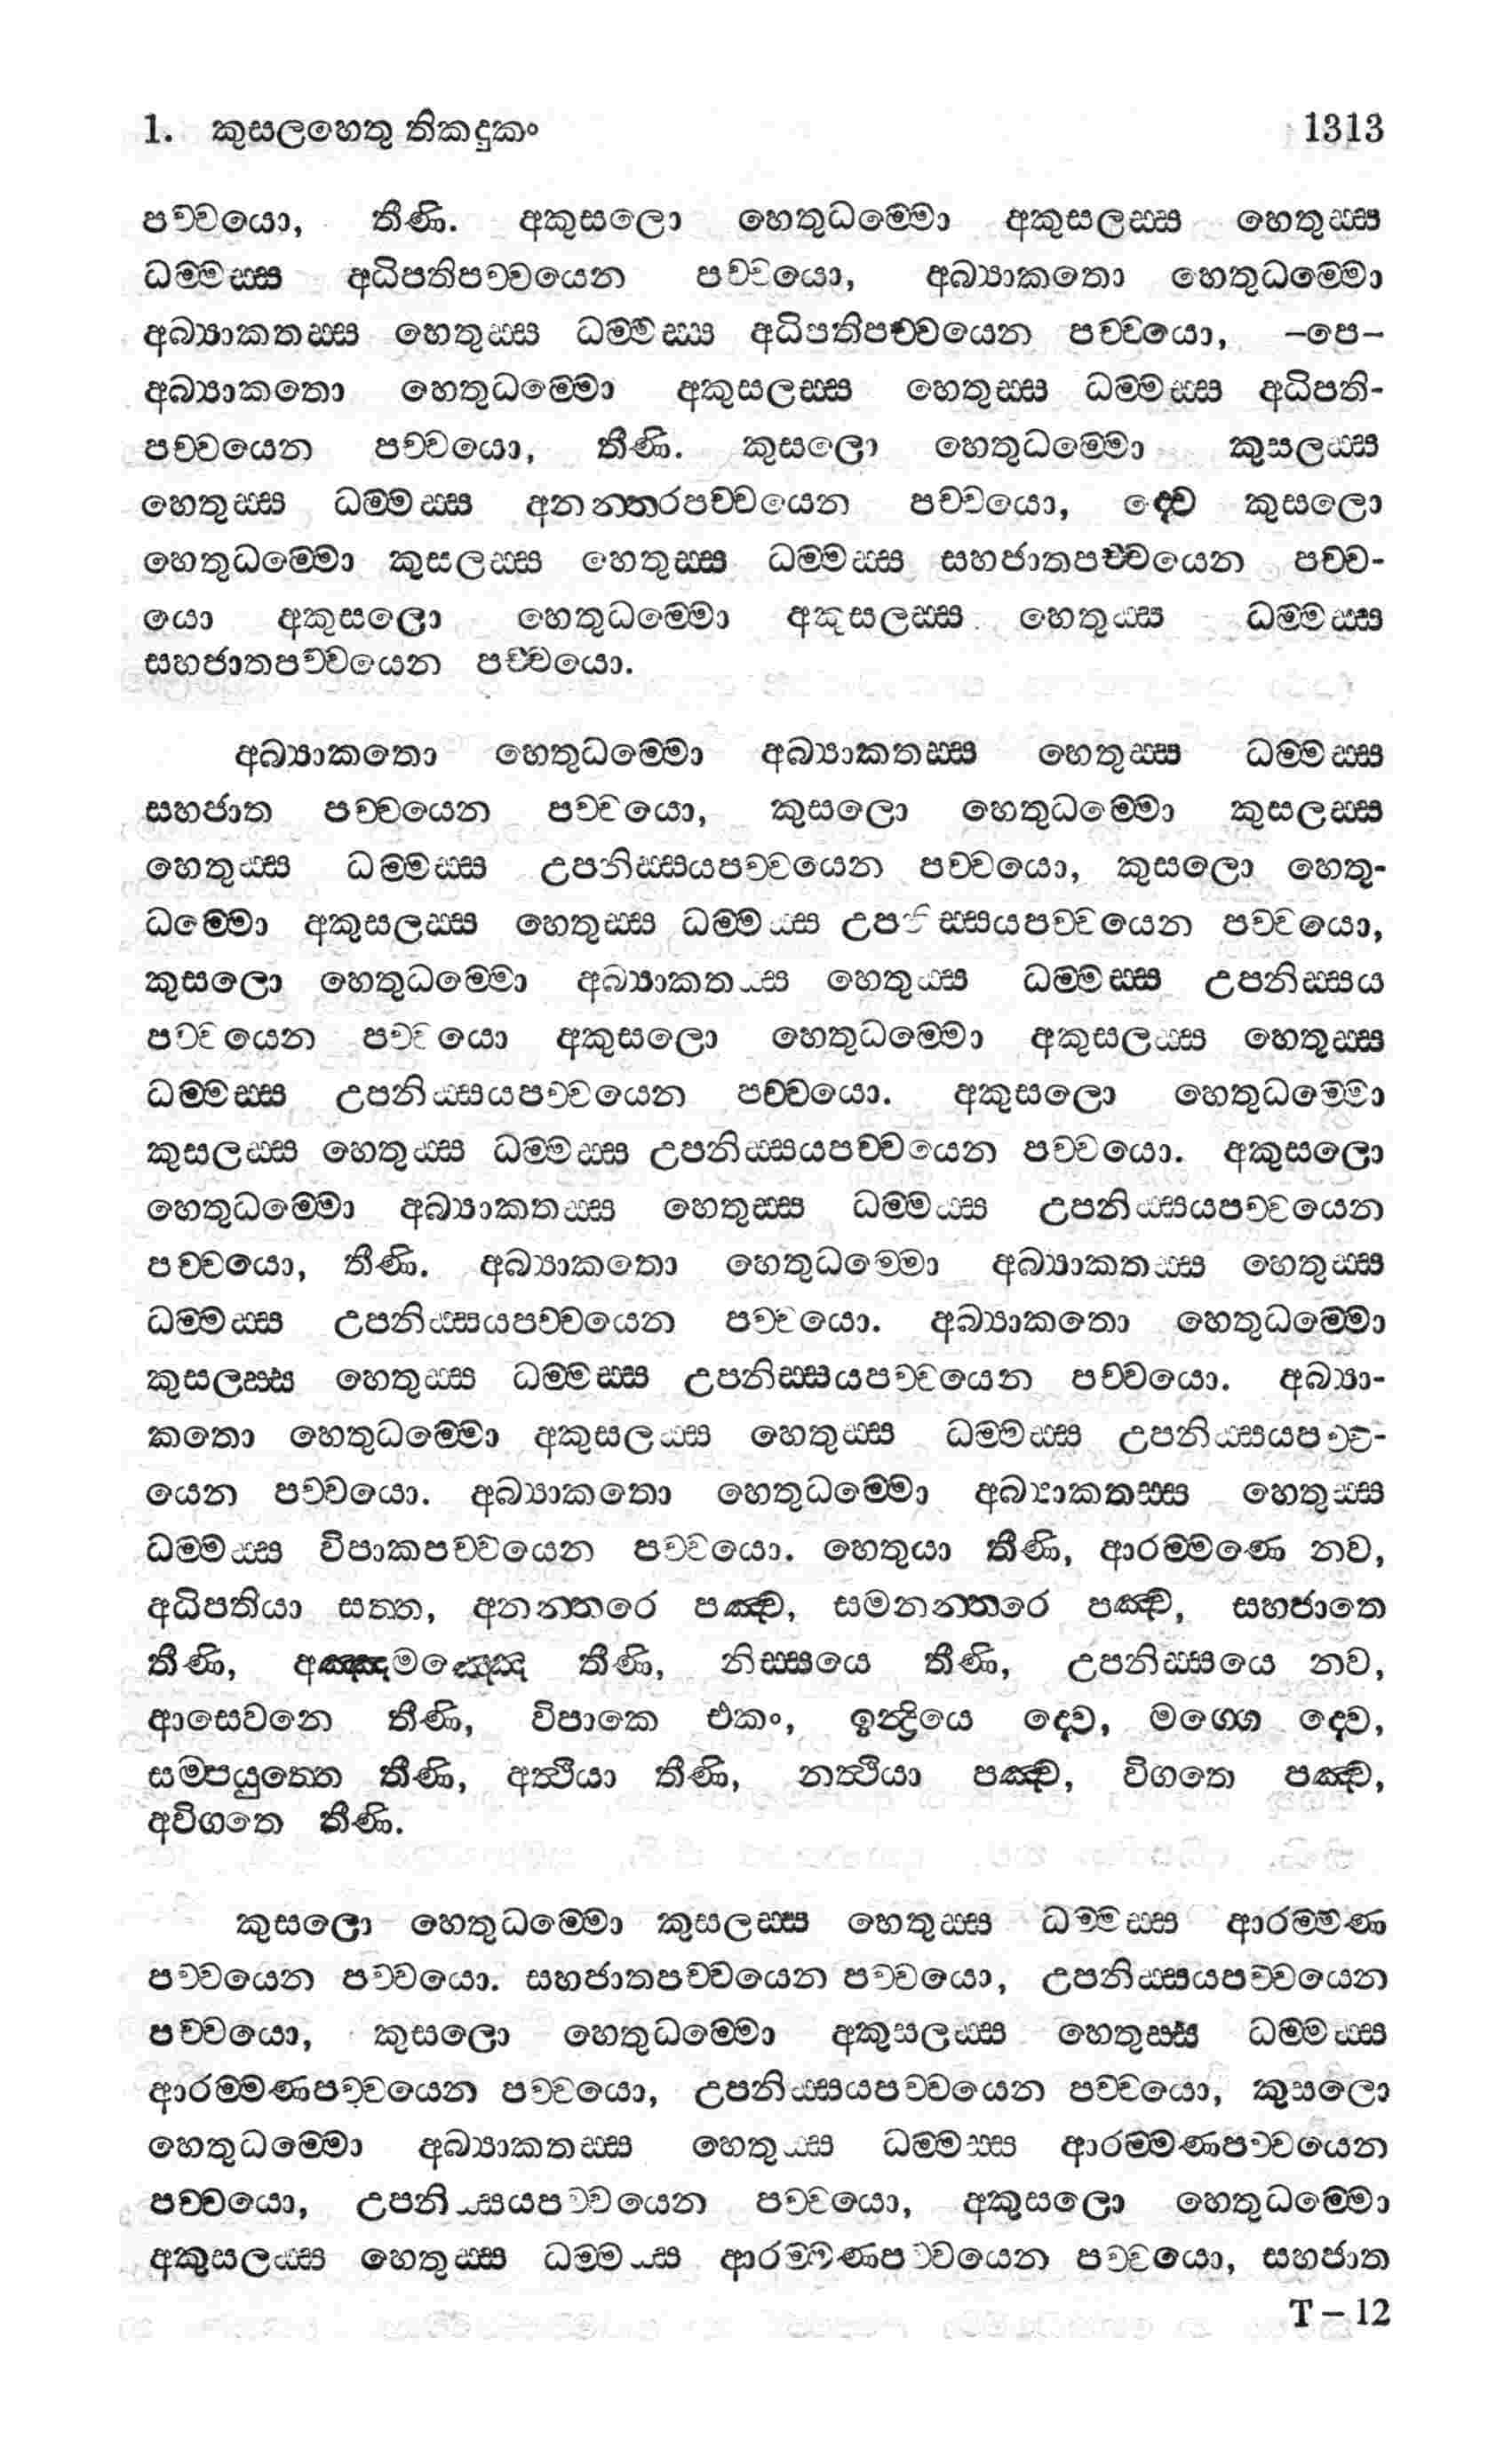 1. කුසලහෙතු තිකදුකං 1313
පච්චයො, තීණි. අකුසලො හෙතුධම්මො අකුසලස්ස හෙතුස්ස
ධම්මස්ස අධිපතිපච්චයෙන පච්චයො, අබ්‍යාකතො හෙතුධම්මො
අබ්‍යාකතස්ස හෙතුස්ස ධම්මස්ස අධිපතිපච්චයෙන පච්චයො, –පෙ–
අබ්‍යාකතො හෙතුධම්මො අකුසලස්ස හෙතුස්ස ධම්මස්ස අධිපති-
පච්චයෙන පච්චයො, තීණි. කුසලො හෙතුධම්මො කුසලස්ස
හෙතුස්ස ධම්මස්ස අනන්තරපච්චයෙන පච්චයො, ද්වෙ කුසලො
හෙතුධම්මො කුසලස්ස හෙතුස්ස ධම්මස්ස සහජාතපච්චයෙන පච්ච-
යො අකුසලො හෙතුධම්මො අකුසලස්ස හෙතුස්ස ධම්මස්ස
සහජාතපච්චයෙන පච්චයො.
අබ්‍යාකතො හෙතුධම්මො අබ්‍යාකතස්ස හෙතුස්ස ධම්මස්ස
සහජාත පච්චයෙන පච්චයො, කුසලො හෙතුධම්මො කුසලස්ස
හෙතුස්ස ධම්මස්ස උපනිස්සයපච්චයෙන පච්චයො, කුසලො හෙතු-
ධම්මො අකුසලස්ස හෙතුස්ස ධම්මස්ස උපනිස්සයපච්චයෙන පච්චයො,
කුසලො හෙතුධම්මො අබ්‍යාකතස්ස හෙතුස්ස ධම්මස්ස උපනිස්සය
පච්චයෙන පච්චයො අකුසලො හෙතුධම්මො අකුසලස්ස හෙතුස්ස
ධම්මස්ස උපනිස්සයපච්චයෙන පච්චයො. අකුසලො හෙතුධම්මො
කුසලස්ස හෙතුස්ස ධම්මස්ස උපනිස්සයපච්චයෙන පච්චයො. අකුසලො
හෙතුධම්මො අබ්‍යාකතස්ස හෙතුස්ස ධම්මස්ස උපනිස්සයපච්චයෙන
පච්චයො, තීණි. අබ්‍යාකතො හෙතුධම්මො අබ්‍යාකතස්ස හෙතුස්ස
ධම්මස්ස උපනිස්සයපච්චයෙන පච්චයො. අබ්‍යාකතො හෙතුධම්මො
කුසලස්ස හෙතුස්ස ධම්මස්ස උපනිස්සයපච්චයෙන පච්චයො. අබ්‍යා-
කතො හෙතුධම්මො අකුසලස්ස හෙතුස්ස ධම්මස්ස උපනිස්සයපච්ච-
යෙන පච්චයො. අබ්‍යාකතො හෙතුධම්මො අබ්‍යාකතස්ස හෙතුස්ස
ධම්මස්ස විපාකපච්චයෙන පච්චයො. හෙතුයා තීණි, ආරම්මණෙ නව,
අධිපතියා සත්ත, අනන්තරෙ පඤ්ච, සමනන්තරෙ පඤ්ච, සහජාතෙ
තීණි, අඤ්ඤමඤ්ඤෙ තීණි, නිස්සයෙ තීණි, උපනිස්සයෙ නව,
ආසෙවනෙ තීණි, විපාකෙ එකං, ඉන්ද්‍රියෙ ද්වෙ, මග්ගෙ ද්වෙ,
සම්පයුත්තෙ තීණි, අත්ථියා තීණි, නත්ථියා පඤ්ච, විගතෙ පඤ්ච,
අවිගතෙ තීණි.
කුසලො හෙතුධම්මො කුසලස්ස හෙතුස්ස ධම්මස්ස ආරම්මණ
පච්චයෙන පච්චයො. සහජාතපච්චයෙන පච්චයො, උපනිස්සයපච්චයෙන
පච්චයො, කුසලො හෙතුධම්මො අකුසලස්ස හෙතුස්ස ධම්මස්ස
ආරම්මණපච්චයෙන පච්චයො, උපනිස්සයපච්චයෙන පච්චයො, කුසලො
හෙතුධම්මො අබ්‍යාකතස්ස හෙතුස්ස ධම්මස්ස ආරම්මණපච්චයෙන
පච්චයො, උපනිස්සයපච්චයෙන පච්චයො, අකුසලො හෙතුධම්මො
අකුසලස්ස හෙතුස්ස ධම්මස්ස ආරම්මණපච්චයෙන පච්චයො, සහජාත
T – 12